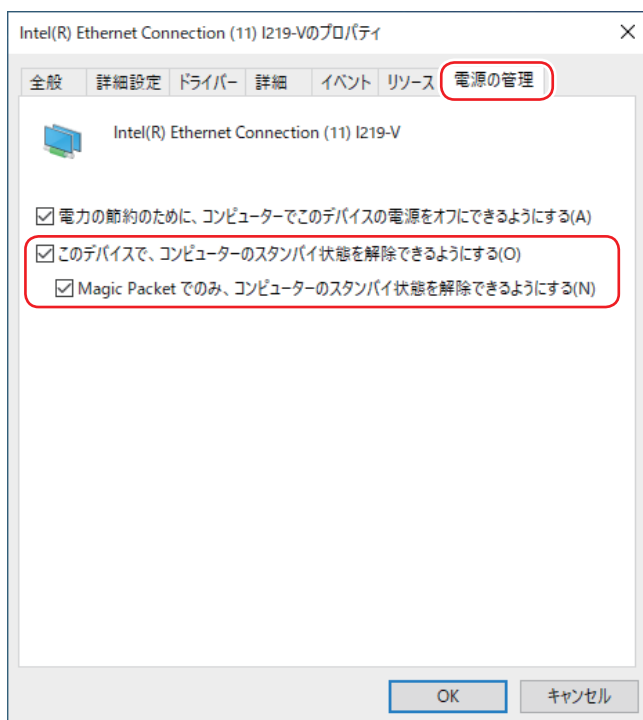 Intel(R) Ethernet Connection (11) I219-Vのプロパティ
全般 詳細設定 ドライバー 詳細 イベント リソース 電源の管理
Intel(R) Ethernet Connection (11) I219-V
電力の節約のために、コンピューターでこのデバイスの電源をオフにできるようにする(A)
このデバイスで、コンピューターのスタンバイ状態を解除できるようにする(O)
Magic Packet でのみ、コンピューターのスタンバイ状態を解除できるようにする(N)
OK キャンセル